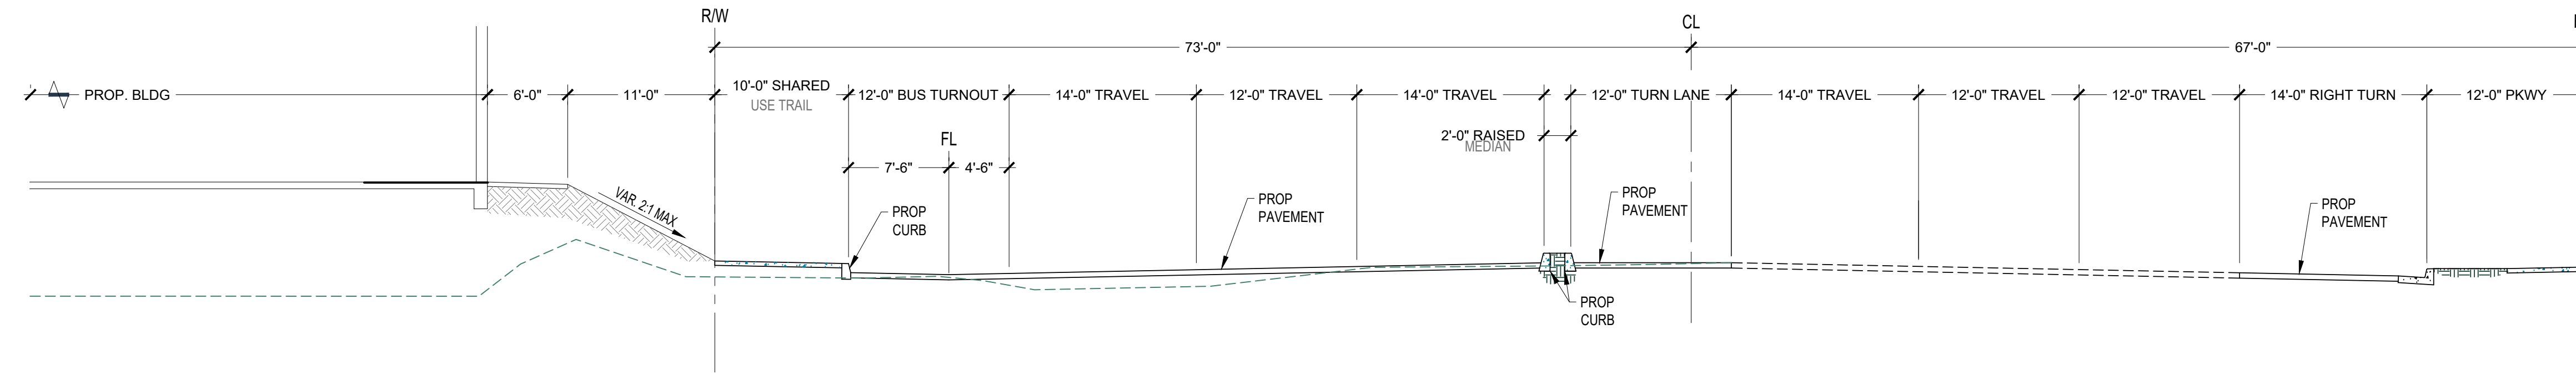 R/W
CL
73'-0"
67'-0"
PROP. BLDG
6'-0"
11'-0"
10'-0" SHARED
USE TRAIL
12'-0" BUS TURNOUT
14'-0" TRAVEL
12'-0" TRAVEL
14'-0" TRAVEL
12'-0" TURN LANE
14'-0" TRAVEL
12'-0" TRAVEL
12'-0" TRAVEL
14'-0" RIGHT TURN
12'-0" PKWY
2'-0" RAISED
MEDIAN
FL
7'-6"
4'-6"
VAR. 2:1 MAX
PROP
CURB
PROP
PAVEMENT
PROP
PAVEMENT
PROP
PAVEMENT
PROP
CURB